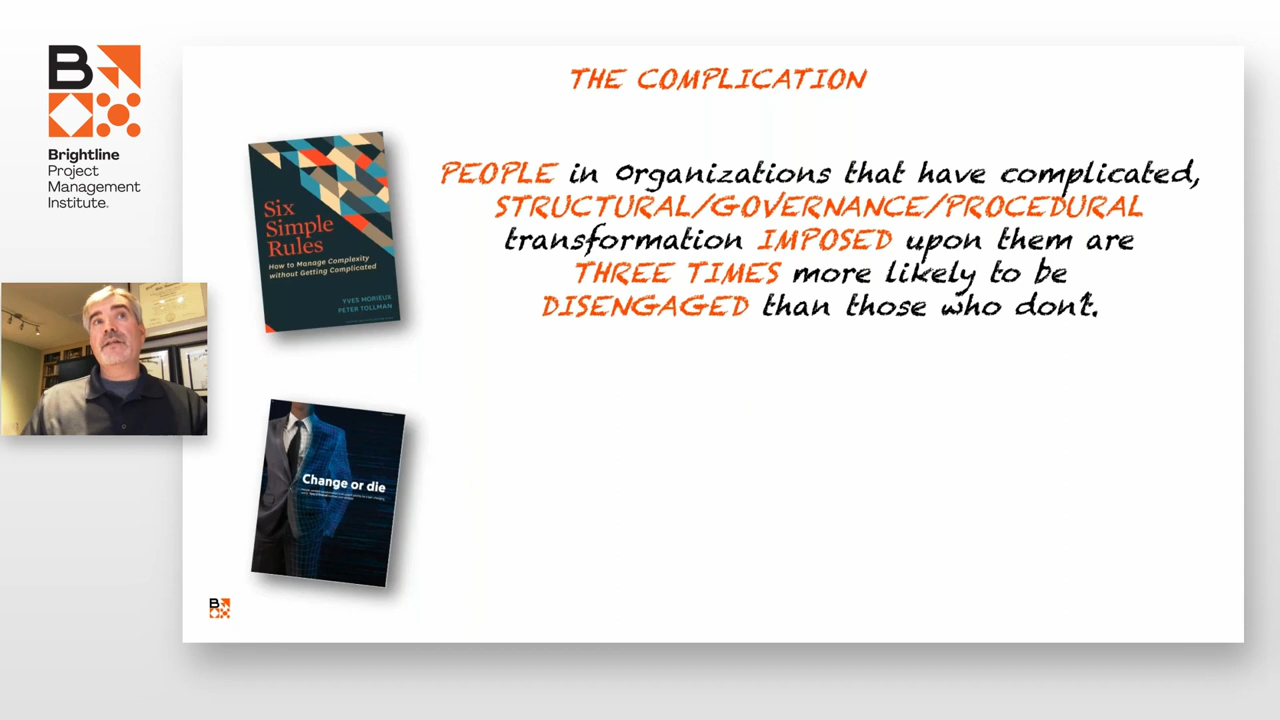 Brightline
Project
Management
Institute.
THE COMPLICATION
PEOPLE in Organizations that have complicated,
STRUCTURAL/GOVERNANCE/PROCEDURAL
transformation IMPOSED upon them are
THREE TIMES more likely to be
DISENGAGED than those who don't.
Six
Simple
Rules
How to Manage Complexity
without Getting Complicated
YVES MORIEUX
PETER TOLLMAN
Change or die